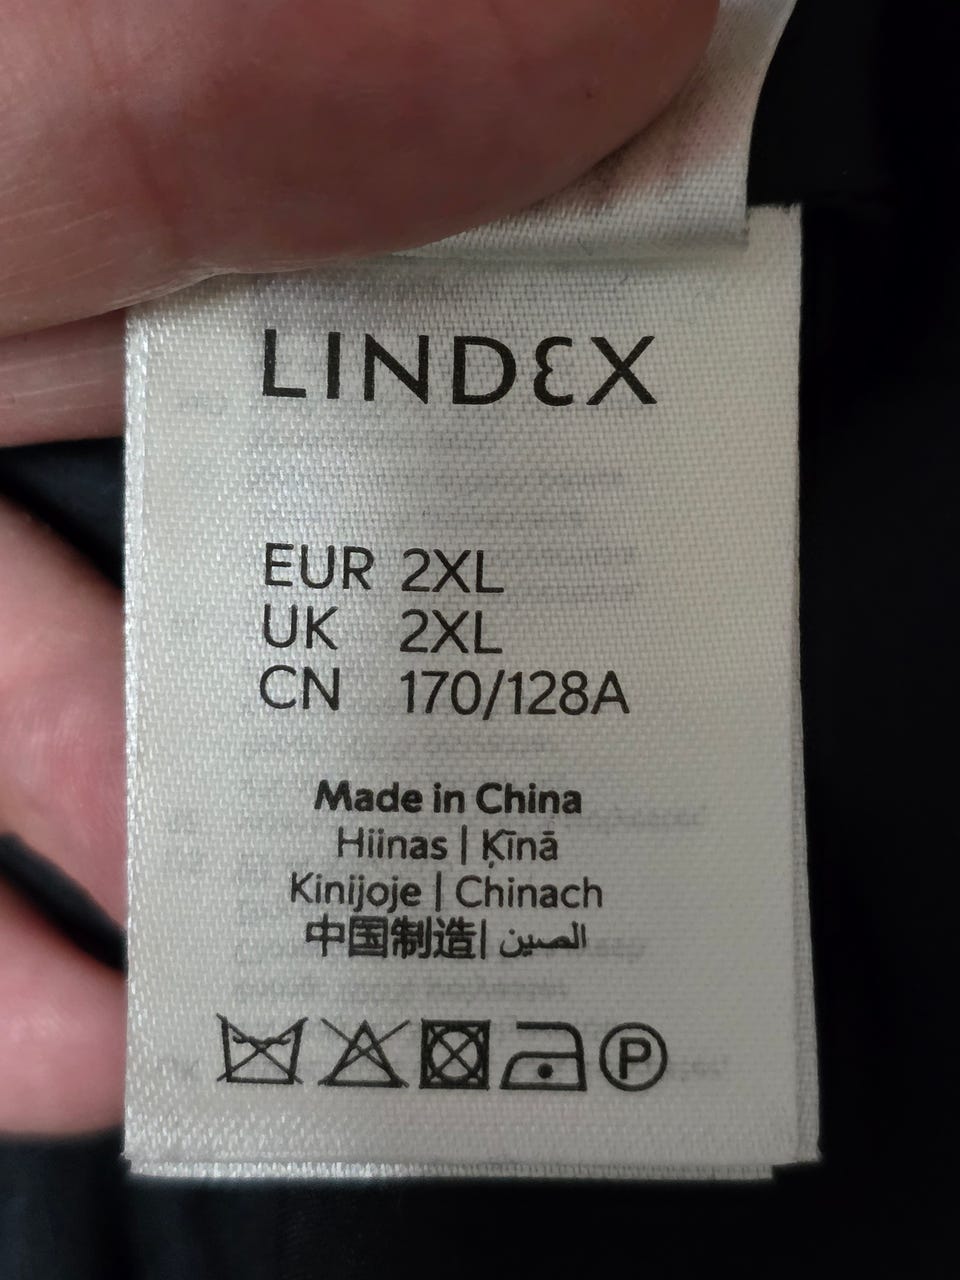 LINDEX
EUR 2XL
UK 2XL
CN 170/128A
Made in China
Hiinas | Ķīnā
Kinijoje | Chinach
中国制造| الصين
P